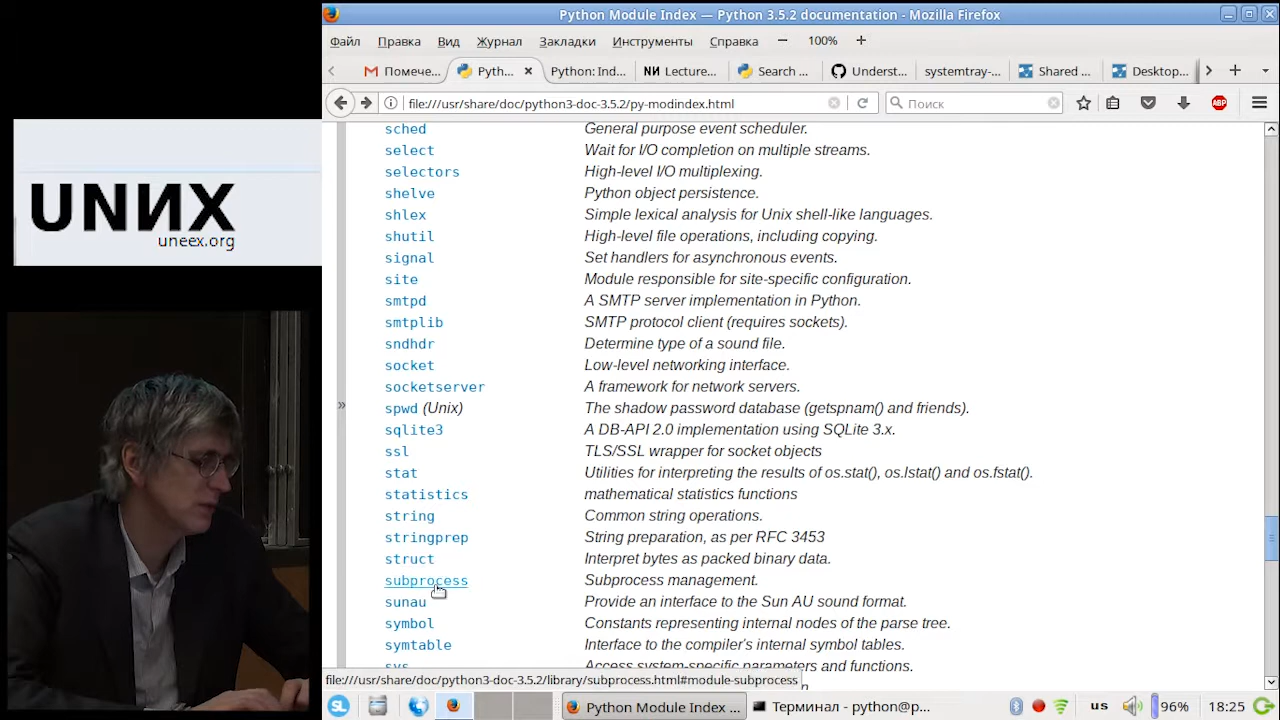 Python Module Index — Python 3.5.2 documentation - Mozilla Firefox
Файл Правка Вид Журнал Закладки Инструменты Справка − 100% +
Помече... Pyth... Python: Ind... Lecture... Search ... Underst... systemtray-... Shared ... Desktop...
file:///usr/share/doc/python3-doc-3.5.2/py-modindex.html Поиск ABP
UNИX
uneex.org
sched General purpose event scheduler.
select Wait for I/O completion on multiple streams.
selectors High-level I/O multiplexing.
shelve Python object persistence.
shlex Simple lexical analysis for Unix shell-like languages.
shutil High-level file operations, including copying.
signal Set handlers for asynchronous events.
site Module responsible for site-specific configuration.
smtpd A SMTP server implementation in Python.
smtplib SMTP protocol client (requires sockets).
sndhdr Determine type of a sound file.
socket Low-level networking interface.
socketserver A framework for network servers.
» spwd (Unix) The shadow password database (getspnam() and friends).
sqlite3 A DB-API 2.0 implementation using SQLite 3.x.
ssl TLS/SSL wrapper for socket objects
stat Utilities for interpreting the results of os.stat(), os.lstat() and os.fstat().
statistics mathematical statistics functions
string Common string operations.
stringprep String preparation, as per RFC 3453
struct Interpret bytes as packed binary data.
subprocess Subprocess management.
sunau Provide an interface to the Sun AU sound format.
symbol Constants representing internal nodes of the parse tree.
symtable Interface to the compiler's internal symbol tables.
sys Access system-specific parameters and functions.
file:///usr/share/doc/python3-doc-3.5.2/library/subprocess.html#module-subprocess
SL Python Module Index ... Терминал - python@p... us 96% 18:25